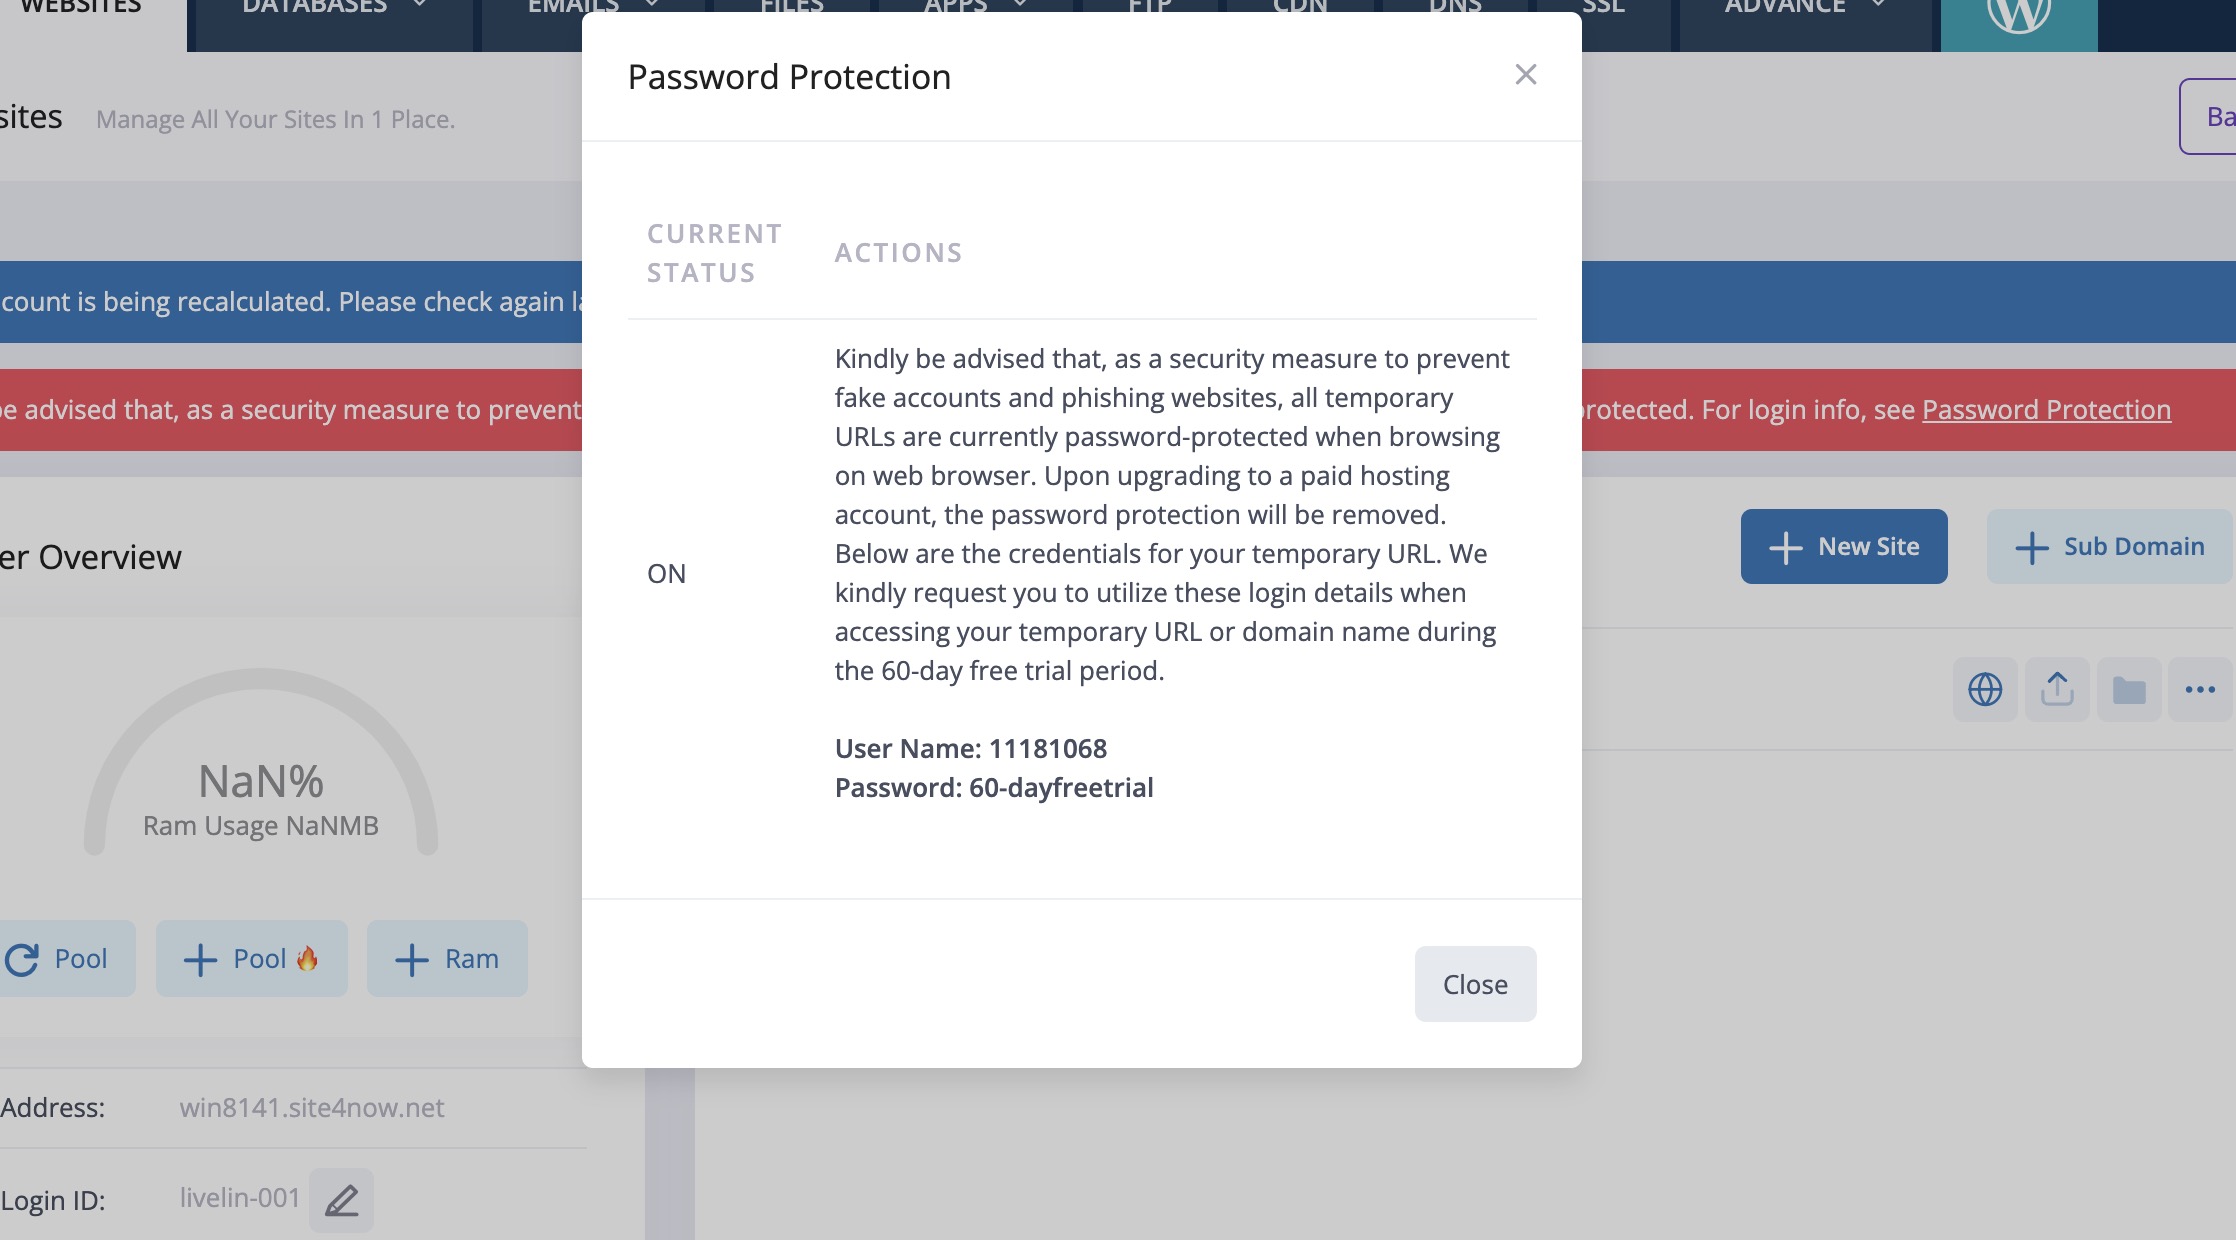 WEBSITES
DATABASES
EMAILS
FILES
APPS
FTP
CDN
DNS
SSL
ADVANCE
sites
Manage All Your Sites In 1 Place.
Password Protection
Ba
CURRENT
STATUS
ACTIONS
count is being recalculated. Please check again la
be advised that, as a security measure to prevent
protected. For login info, see Password Protection
ON
Kindly be advised that, as a security measure to prevent
fake accounts and phishing websites, all temporary
URLs are currently password-protected when browsing
on web browser. Upon upgrading to a paid hosting
account, the password protection will be removed.
Below are the credentials for your temporary URL. We
kindly request you to utilize these login details when
accessing your temporary URL or domain name during
the 60-day free trial period.
User Name: 11181068
Password: 60-dayfreetrial
Close
er Overview
New Site
Sub Domain
NaN%
Ram Usage NaNMB
Pool
Pool 🔥
Ram
Address:
win8141.site4now.net
Login ID:
livelin-001